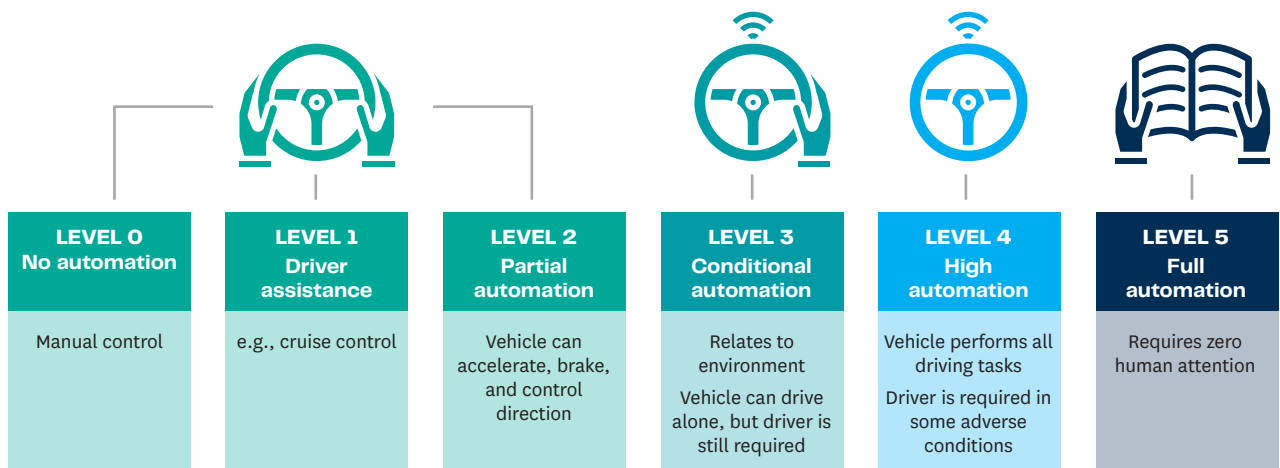 LEVEL 0
No automation
Manual control
LEVEL 1
Driver
assistance
e.g., cruise control
LEVEL 2
Partial
automation
Vehicle can
accelerate, brake,
and control
direction
LEVEL 3
Conditional
automation
Relates to
environment
Vehicle can drive
alone, but driver is
still required
LEVEL 4
High
automation
Vehicle performs all
driving tasks
Driver is required in
some adverse
conditions
LEVEL 5
Full
automation
Requires zero
human attention